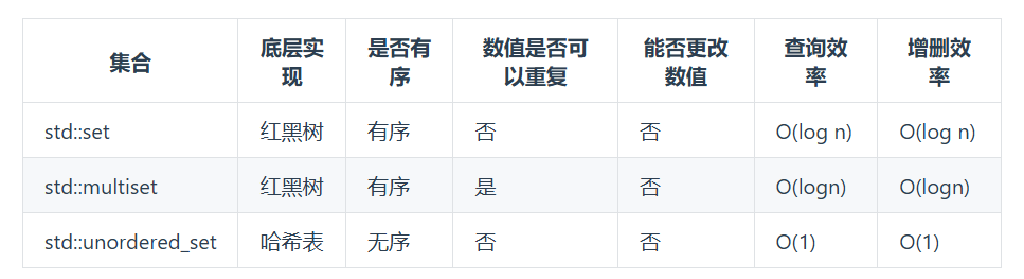 集合 底层实现 是否有序 数值是否可以重复 能否更改数值 查询效率 增删效率
std::set 红黑树 有序 否 否 O(log n) O(log n)
std::multiset 红黑树 有序 是 否 O(logn) O(logn)
std::unordered_set 哈希表 无序 否 否 O(1) O(1)